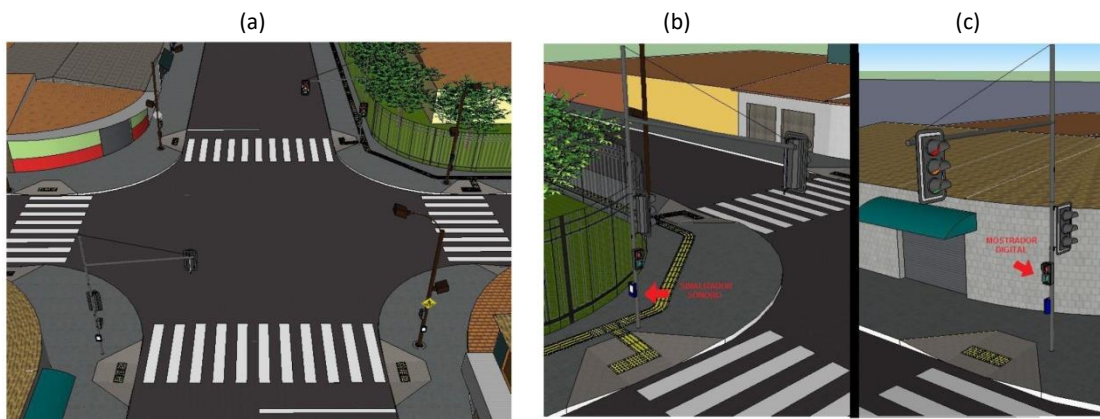 (a)
(b)
(c)
SINALIZADOR
SONORO
MOSTRADOR
DIGITAL